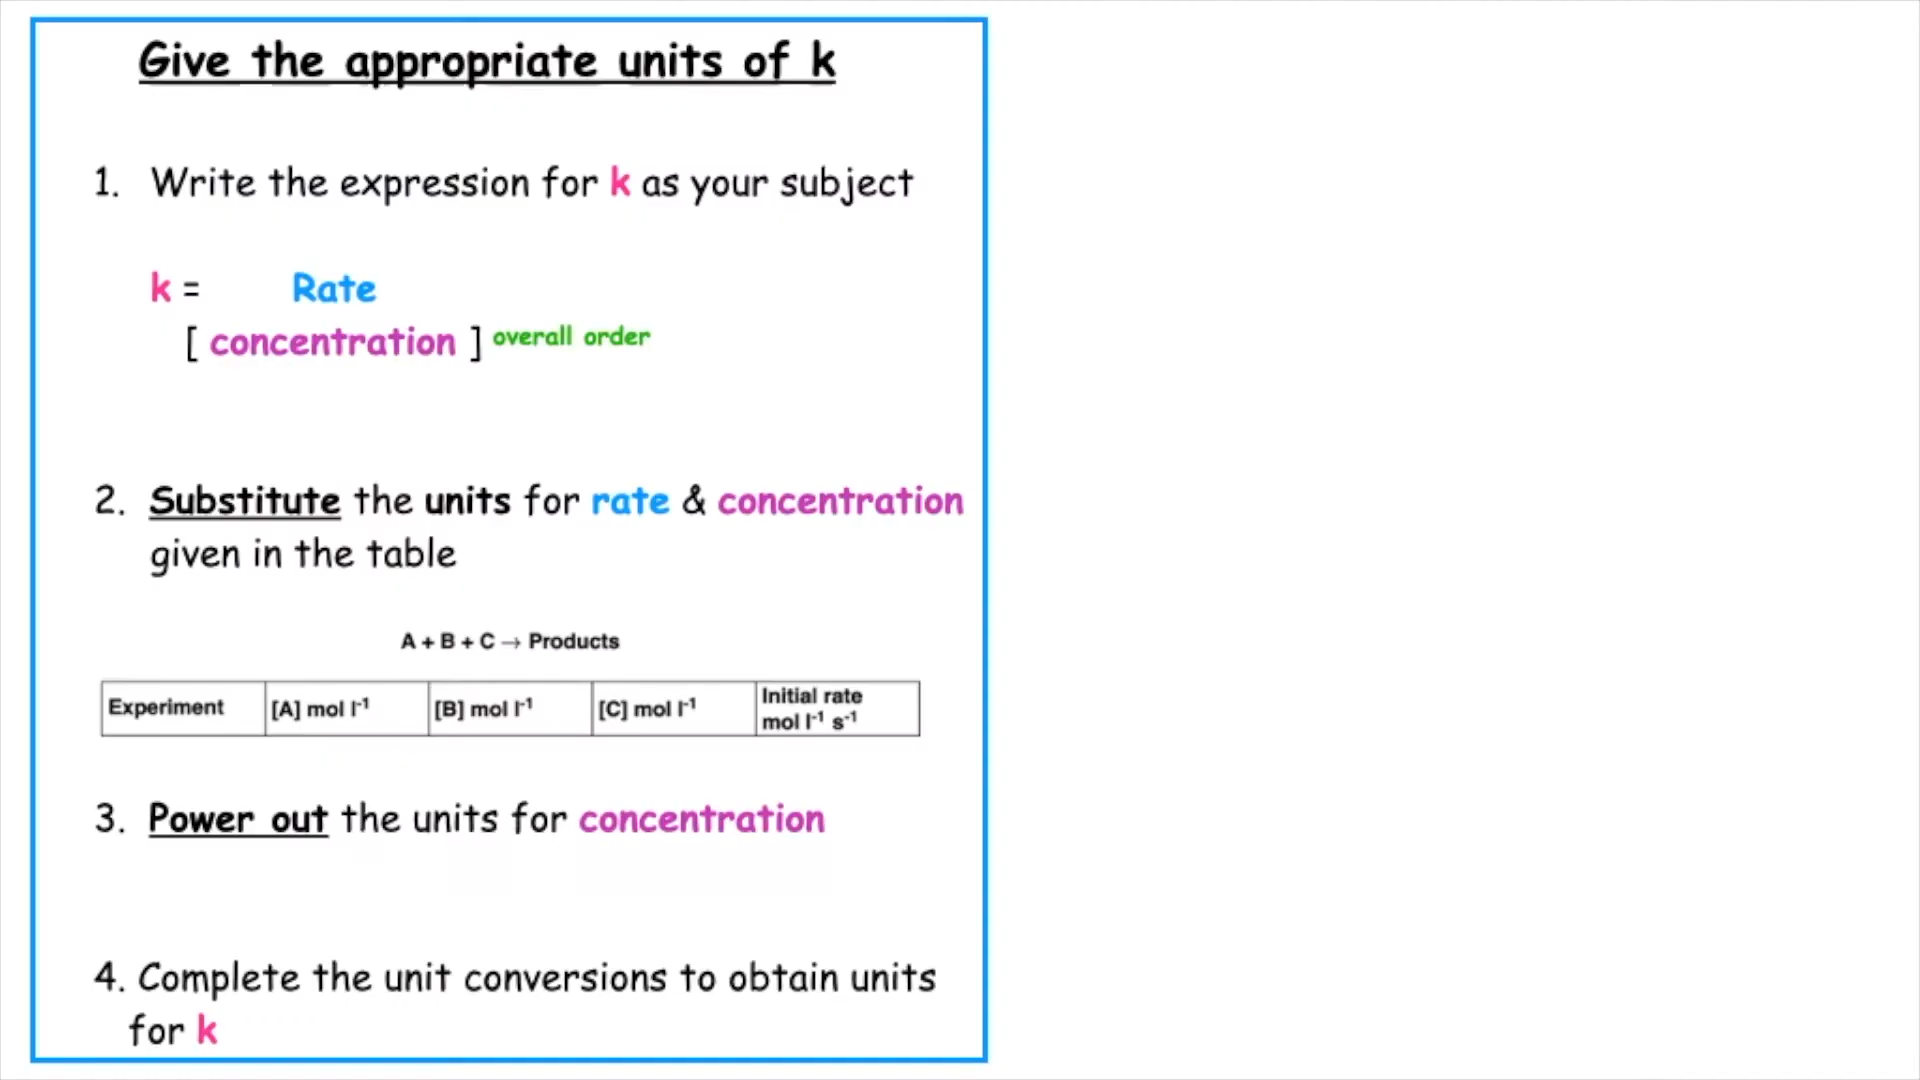 Give the appropriate units of k
1. Write the expression for k as your subject
k = Rate
[ concentration ] overall order
2. Substitute the units for rate & concentration
given in the table
A + B + C → Products
Experiment [A] mol l⁻¹ [B] mol l⁻¹ [C] mol l⁻¹ Initial rate
mol l⁻¹ s⁻¹
3. Power out the units for concentration
4. Complete the unit conversions to obtain units
for k